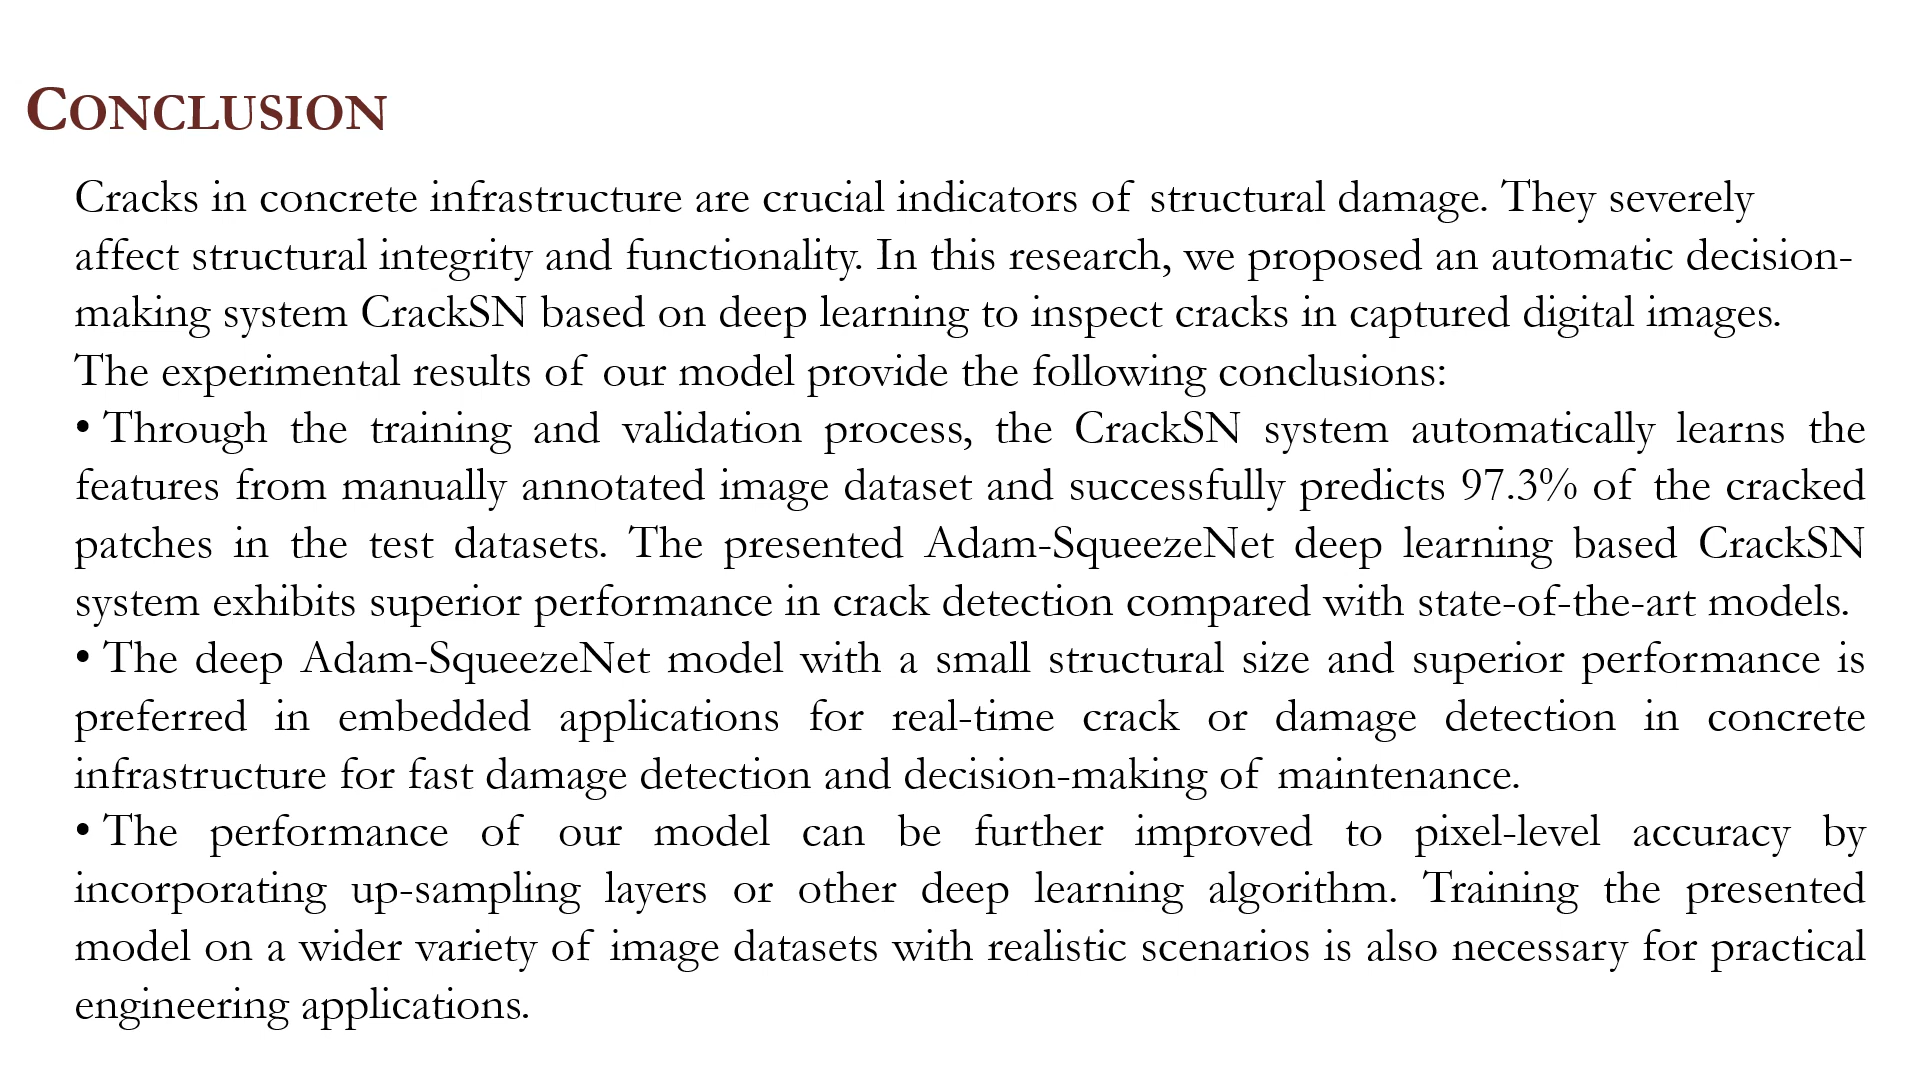 CONCLUSION
Cracks in concrete infrastructure are crucial indicators of structural damage. They severely
affect structural integrity and functionality. In this research, we proposed an automatic decision-
making system CrackSN based on deep learning to inspect cracks in captured digital images.
The experimental results of our model provide the following conclusions:
• Through the training and validation process, the CrackSN system automatically learns the
features from manually annotated image dataset and successfully predicts 97.3% of the cracked
patches in the test datasets. The presented Adam-SqueezeNet deep learning based CrackSN
system exhibits superior performance in crack detection compared with state-of-the-art models.
• The deep Adam-SqueezeNet model with a small structural size and superior performance is
preferred in embedded applications for real-time crack or damage detection in concrete
infrastructure for fast damage detection and decision-making of maintenance.
• The performance of our model can be further improved to pixel-level accuracy by
incorporating up-sampling layers or other deep learning algorithm. Training the presented
model on a wider variety of image datasets with realistic scenarios is also necessary for practical
engineering applications.